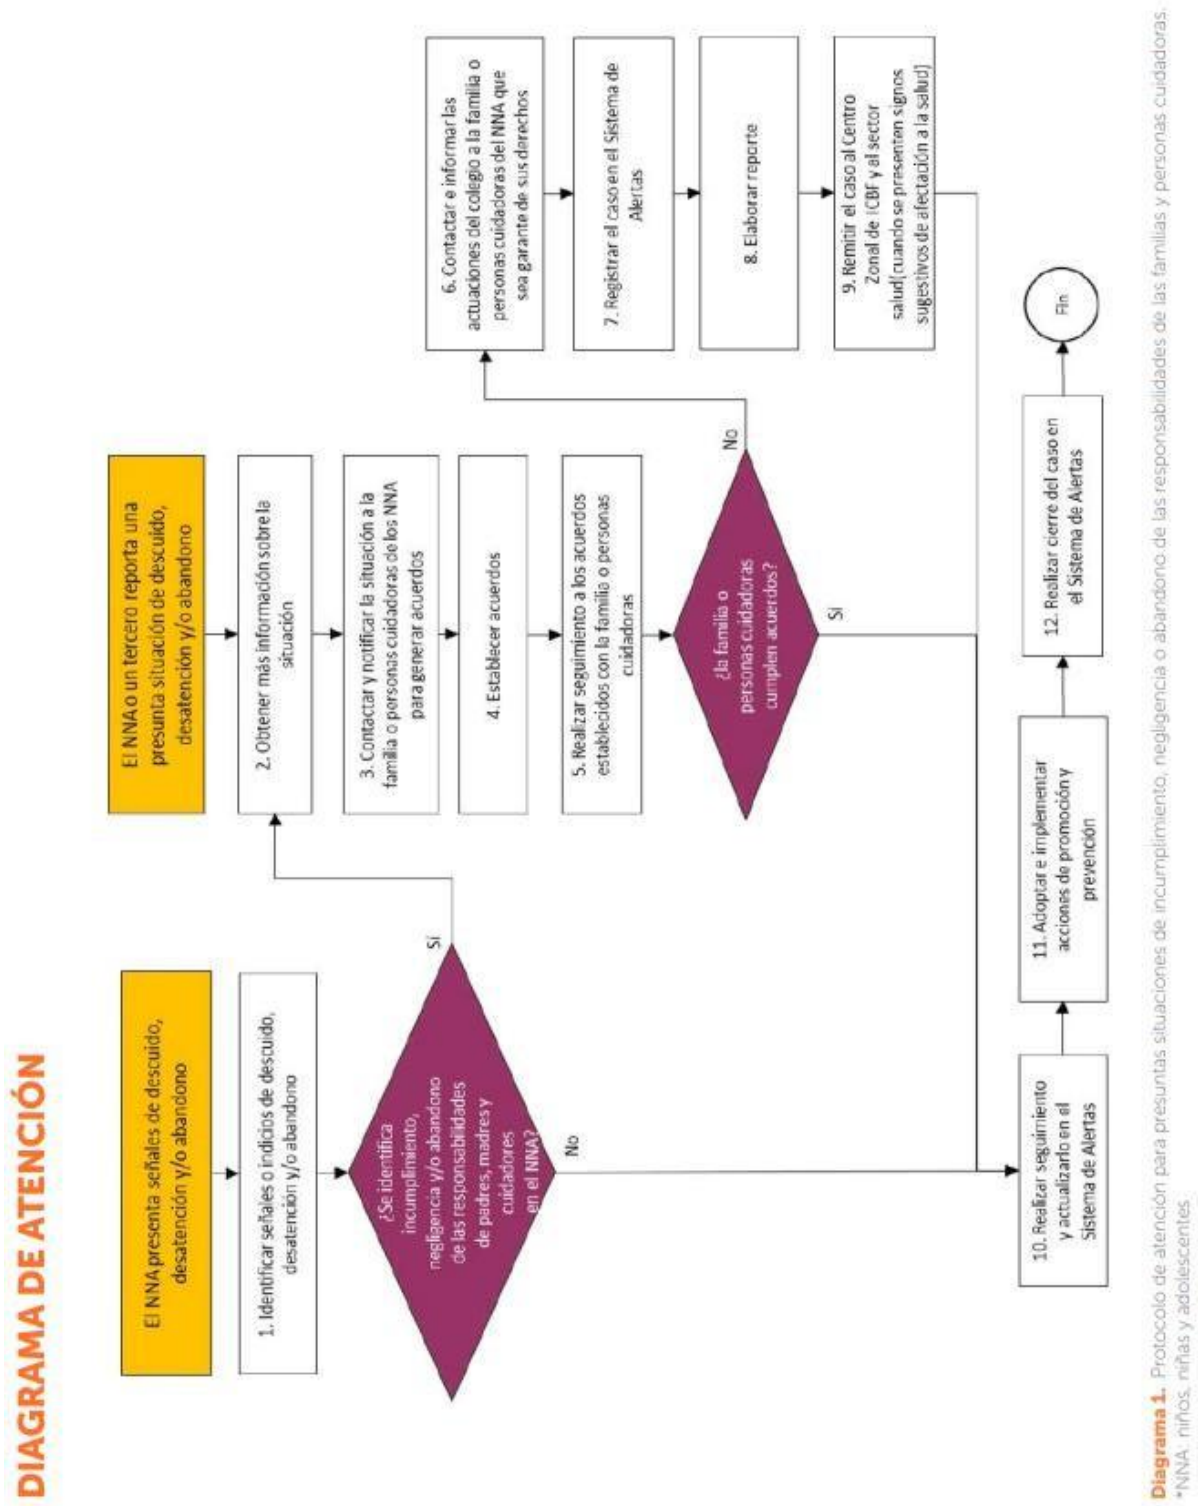 DIAGRAMA DE ATENCIÓN
El NNA presenta señales de descuido,
desatención y/o abandono
1. Identificar señales o indicios de descuido,
desatención y/o abandono
¿Se identifica
incumplimiento,
negligencia y/o abandono
de las responsabilidades
de padres, madres y
cuidadores
en el NNA?
Sí
No
El NNA o un tercero reporta una
presunta situación de descuido,
desatención y/o abandono
2. Obtener más información sobre la
situación
3. Contactar y notificar la situación a la
familia o personas cuidadoras de los NNA
para generar acuerdos
4. Establecer acuerdos
5. Realizar seguimiento a los acuerdos
establecidos con la familia o personas
cuidadoras
¿la familia o
personas cuidadoras
cumplen acuerdos?
No
Sí
6. Contactar e informar las
actuaciones del colegio a la familia o
personas cuidadoras del NNA que
sea garante de sus derechos
7. Registrar el caso en el Sistema de
Alertas
8. Elaborar reporte
9. Remitir el caso al Centro
Zonal de ICBF y al sector
salud(cuando se presenten signos
sugestivos de afectación a la salud)
10. Realizar seguimiento
y actualizarlo en el
Sistema de Alertas
11. Adoptar e implementar
acciones de promoción y
prevención
12. Realizar cierre del caso en
el Sistema de Alertas
Fin
Diagrama 1. Protocolo de atención para presuntas situaciones de incumplimiento, negligencia o abandono de las responsabilidades de las familias y personas cuidadoras.
*NNA: niños, niñas y adolescentes